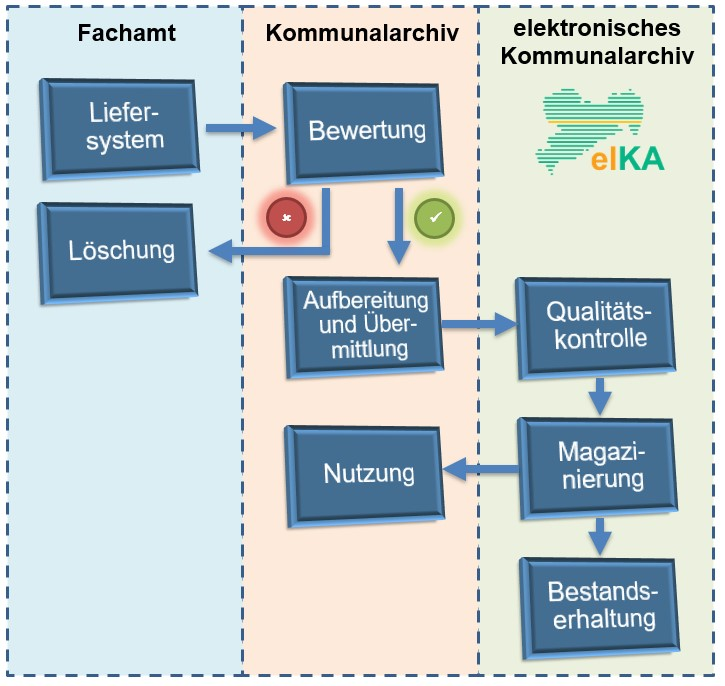 Fachamt
Kommunalarchiv
elektronisches
Kommunalarchiv
elKA
Liefer-
system
Bewertung
Löschung
Aufbereitung
und Über-
mittlung
Qualitäts-
kontrolle
Nutzung
Magazi-
nierung
Bestands-
erhaltung